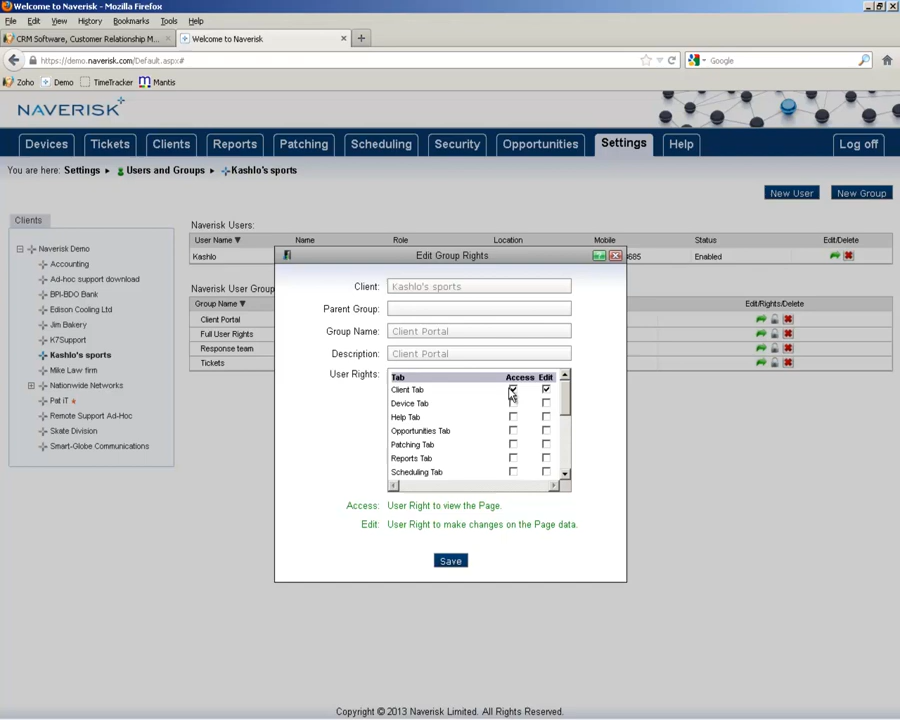 Welcome to Naverisk - Mozilla Firefox
File Edit View History Bookmarks Tools Help
CRM Software, Customer Relationship M... × Welcome to Naverisk × +
https://demo.naverisk.com/Default.aspx# Google
Zoho Demo TimeTracker Mantis
NAVERISK
Devices Tickets Clients Reports Patching Scheduling Security Opportunities Settings Help Log off
You are here: Settings ▸ Users and Groups ▸ Kashlo's sports
New User New Group
Clients
Naverisk Demo
Accounting
Ad-hoc support download
BPI-BDO Bank
Edison Cooling Ltd
Jim Bakery
K7Support
Kashlo's sports
Mike Law firm
Nationwide Networks
Pat iT
Remote Support Ad-Hoc
Skate Division
Smart-Globe Communications
Naverisk Users:
User Name Name Role Location Mobile Status Edit/Delete
Kashlo 8685 Enabled
Naverisk User Group
Group Name Edit/Rights/Delete
Client Portal
Full User Rights
Response team
Tickets
Edit Group Rights
Client: Kashlo's sports
Parent Group:
Group Name: Client Portal
Description: Client Portal
User Rights: Tab Access Edit
Client Tab
Device Tab
Help Tab
Opportunities Tab
Patching Tab
Reports Tab
Scheduling Tab
Access: User Right to view the Page.
Edit: User Right to make changes on the Page data.
Save
Copyright © 2013 Naverisk Limited. All Rights Reserved.